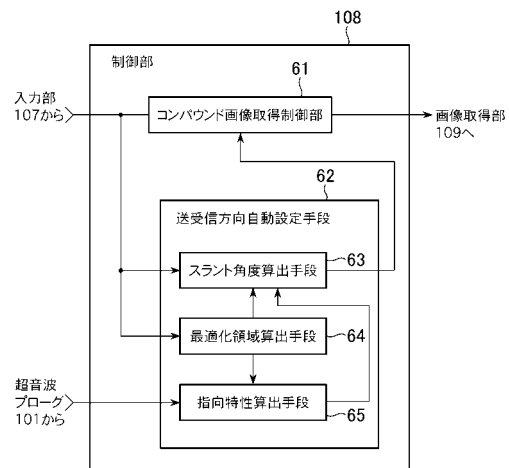 108
制御部
61
入力部
107から
コンパウンド画像取得制御部
画像取得部
109へ
62
送受信方向自動設定手段
スラント角度算出手段
63
最適化領域算出手段
64
超音波
プローグ
101から
指向特性算出手段
65